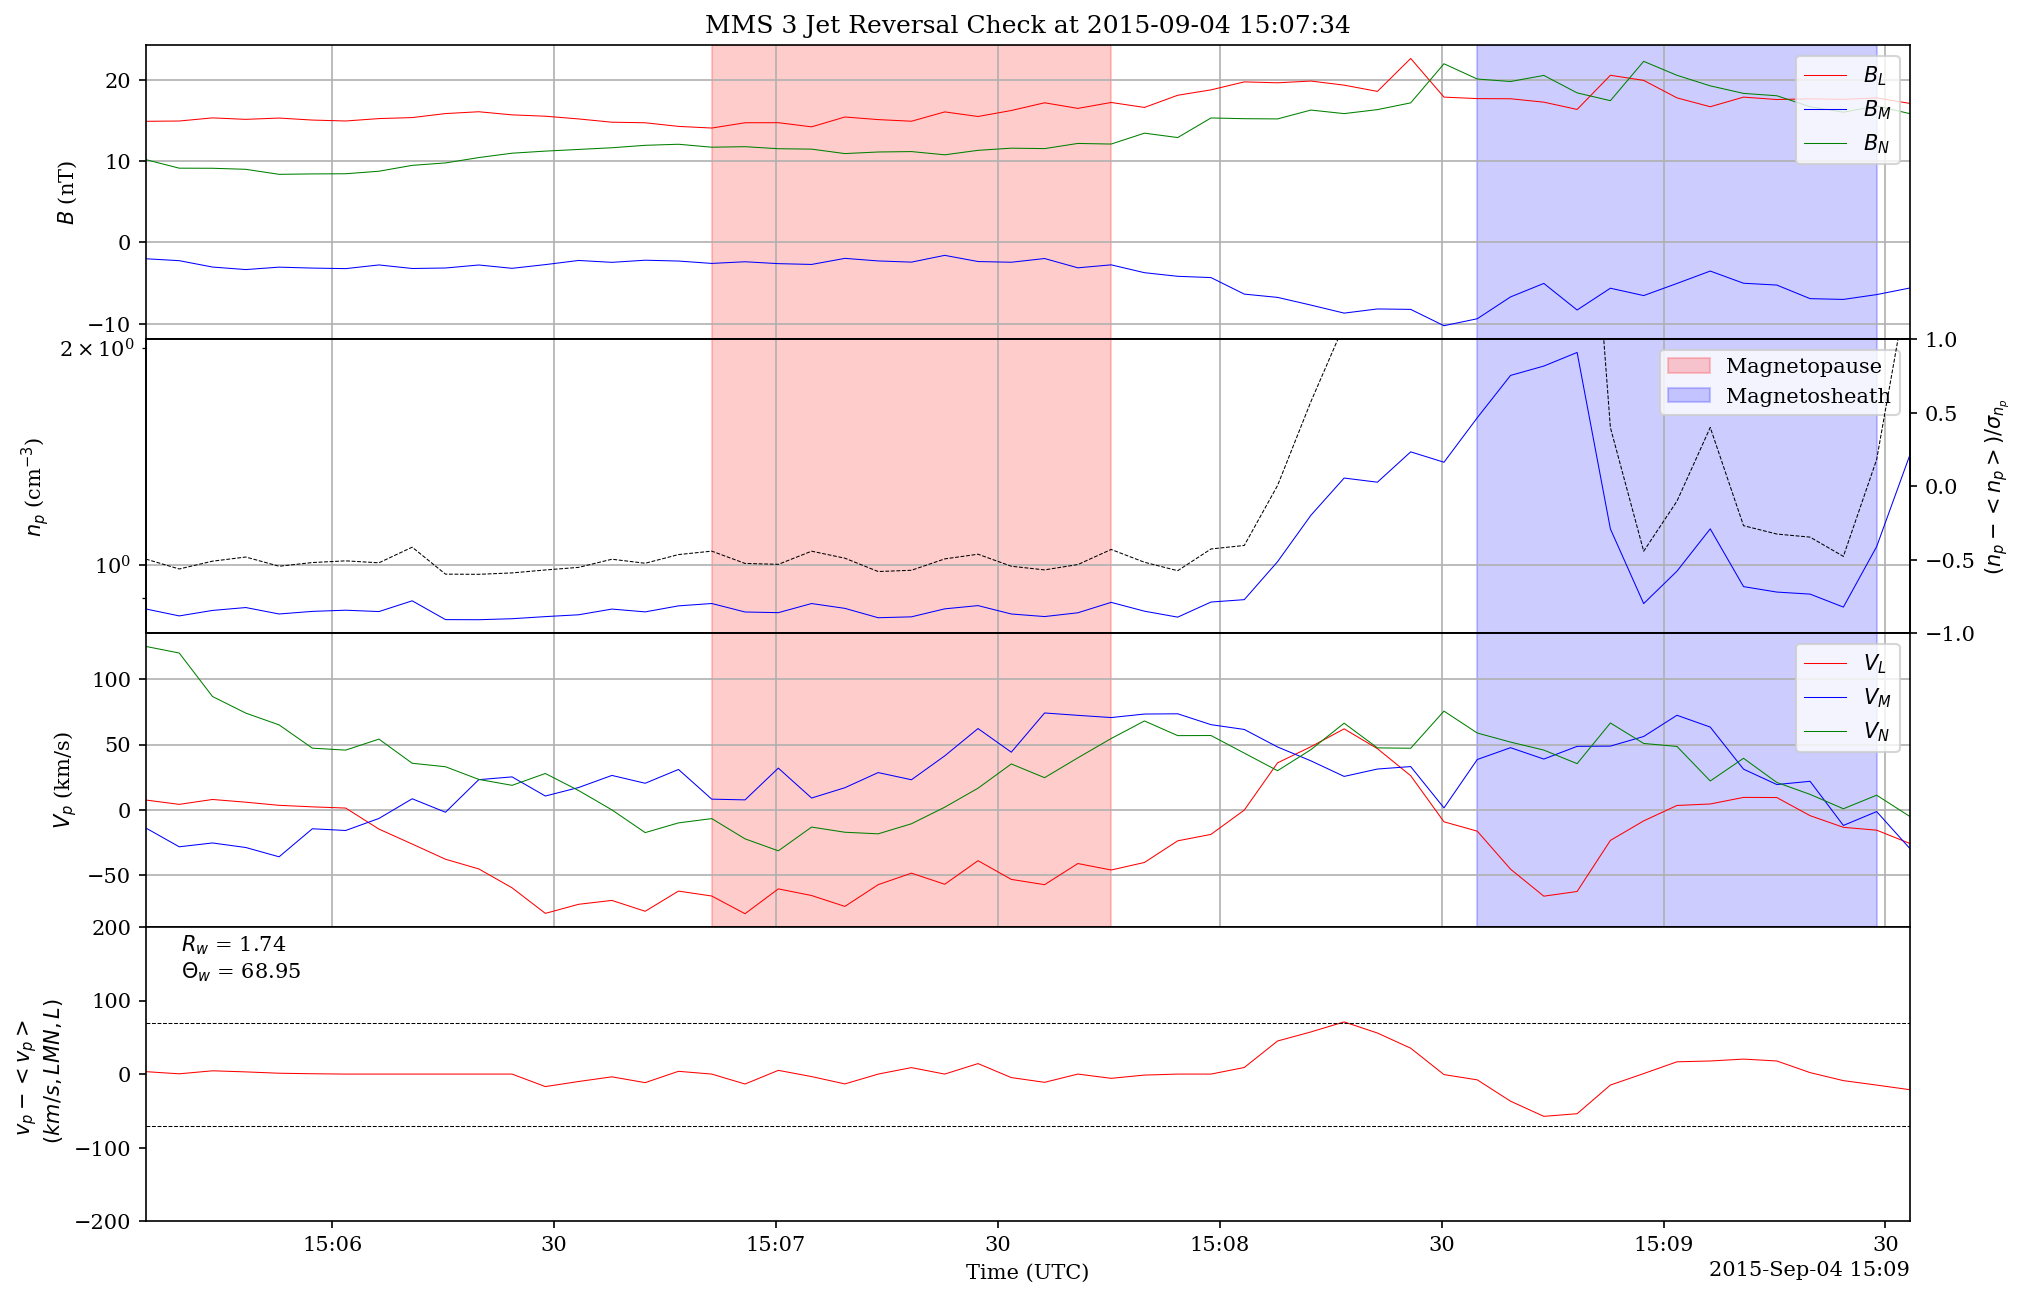 MMS 3 Jet Reversal Check at 2015-09-04 15:07:34
20
10
0
−10
B (nT)
B_L
B_M
B_N
2 × 10^0
10^0
n_p (cm^{−3})
Magnetopause
Magnetosheath
1.0
0.5
0.0
−0.5
−1.0
(n_p − < n_p >)/σ_{n_p}
100
50
0
−50
V_p (km/s)
V_L
V_M
V_N
200
100
0
−100
−200
v_p − < v_p >
(km/s, LMN, L)
R_w = 1.74
Θ_w = 68.95
15:06 30 15:07 30 15:08 30 15:09 30
Time (UTC)
2015-Sep-04 15:09